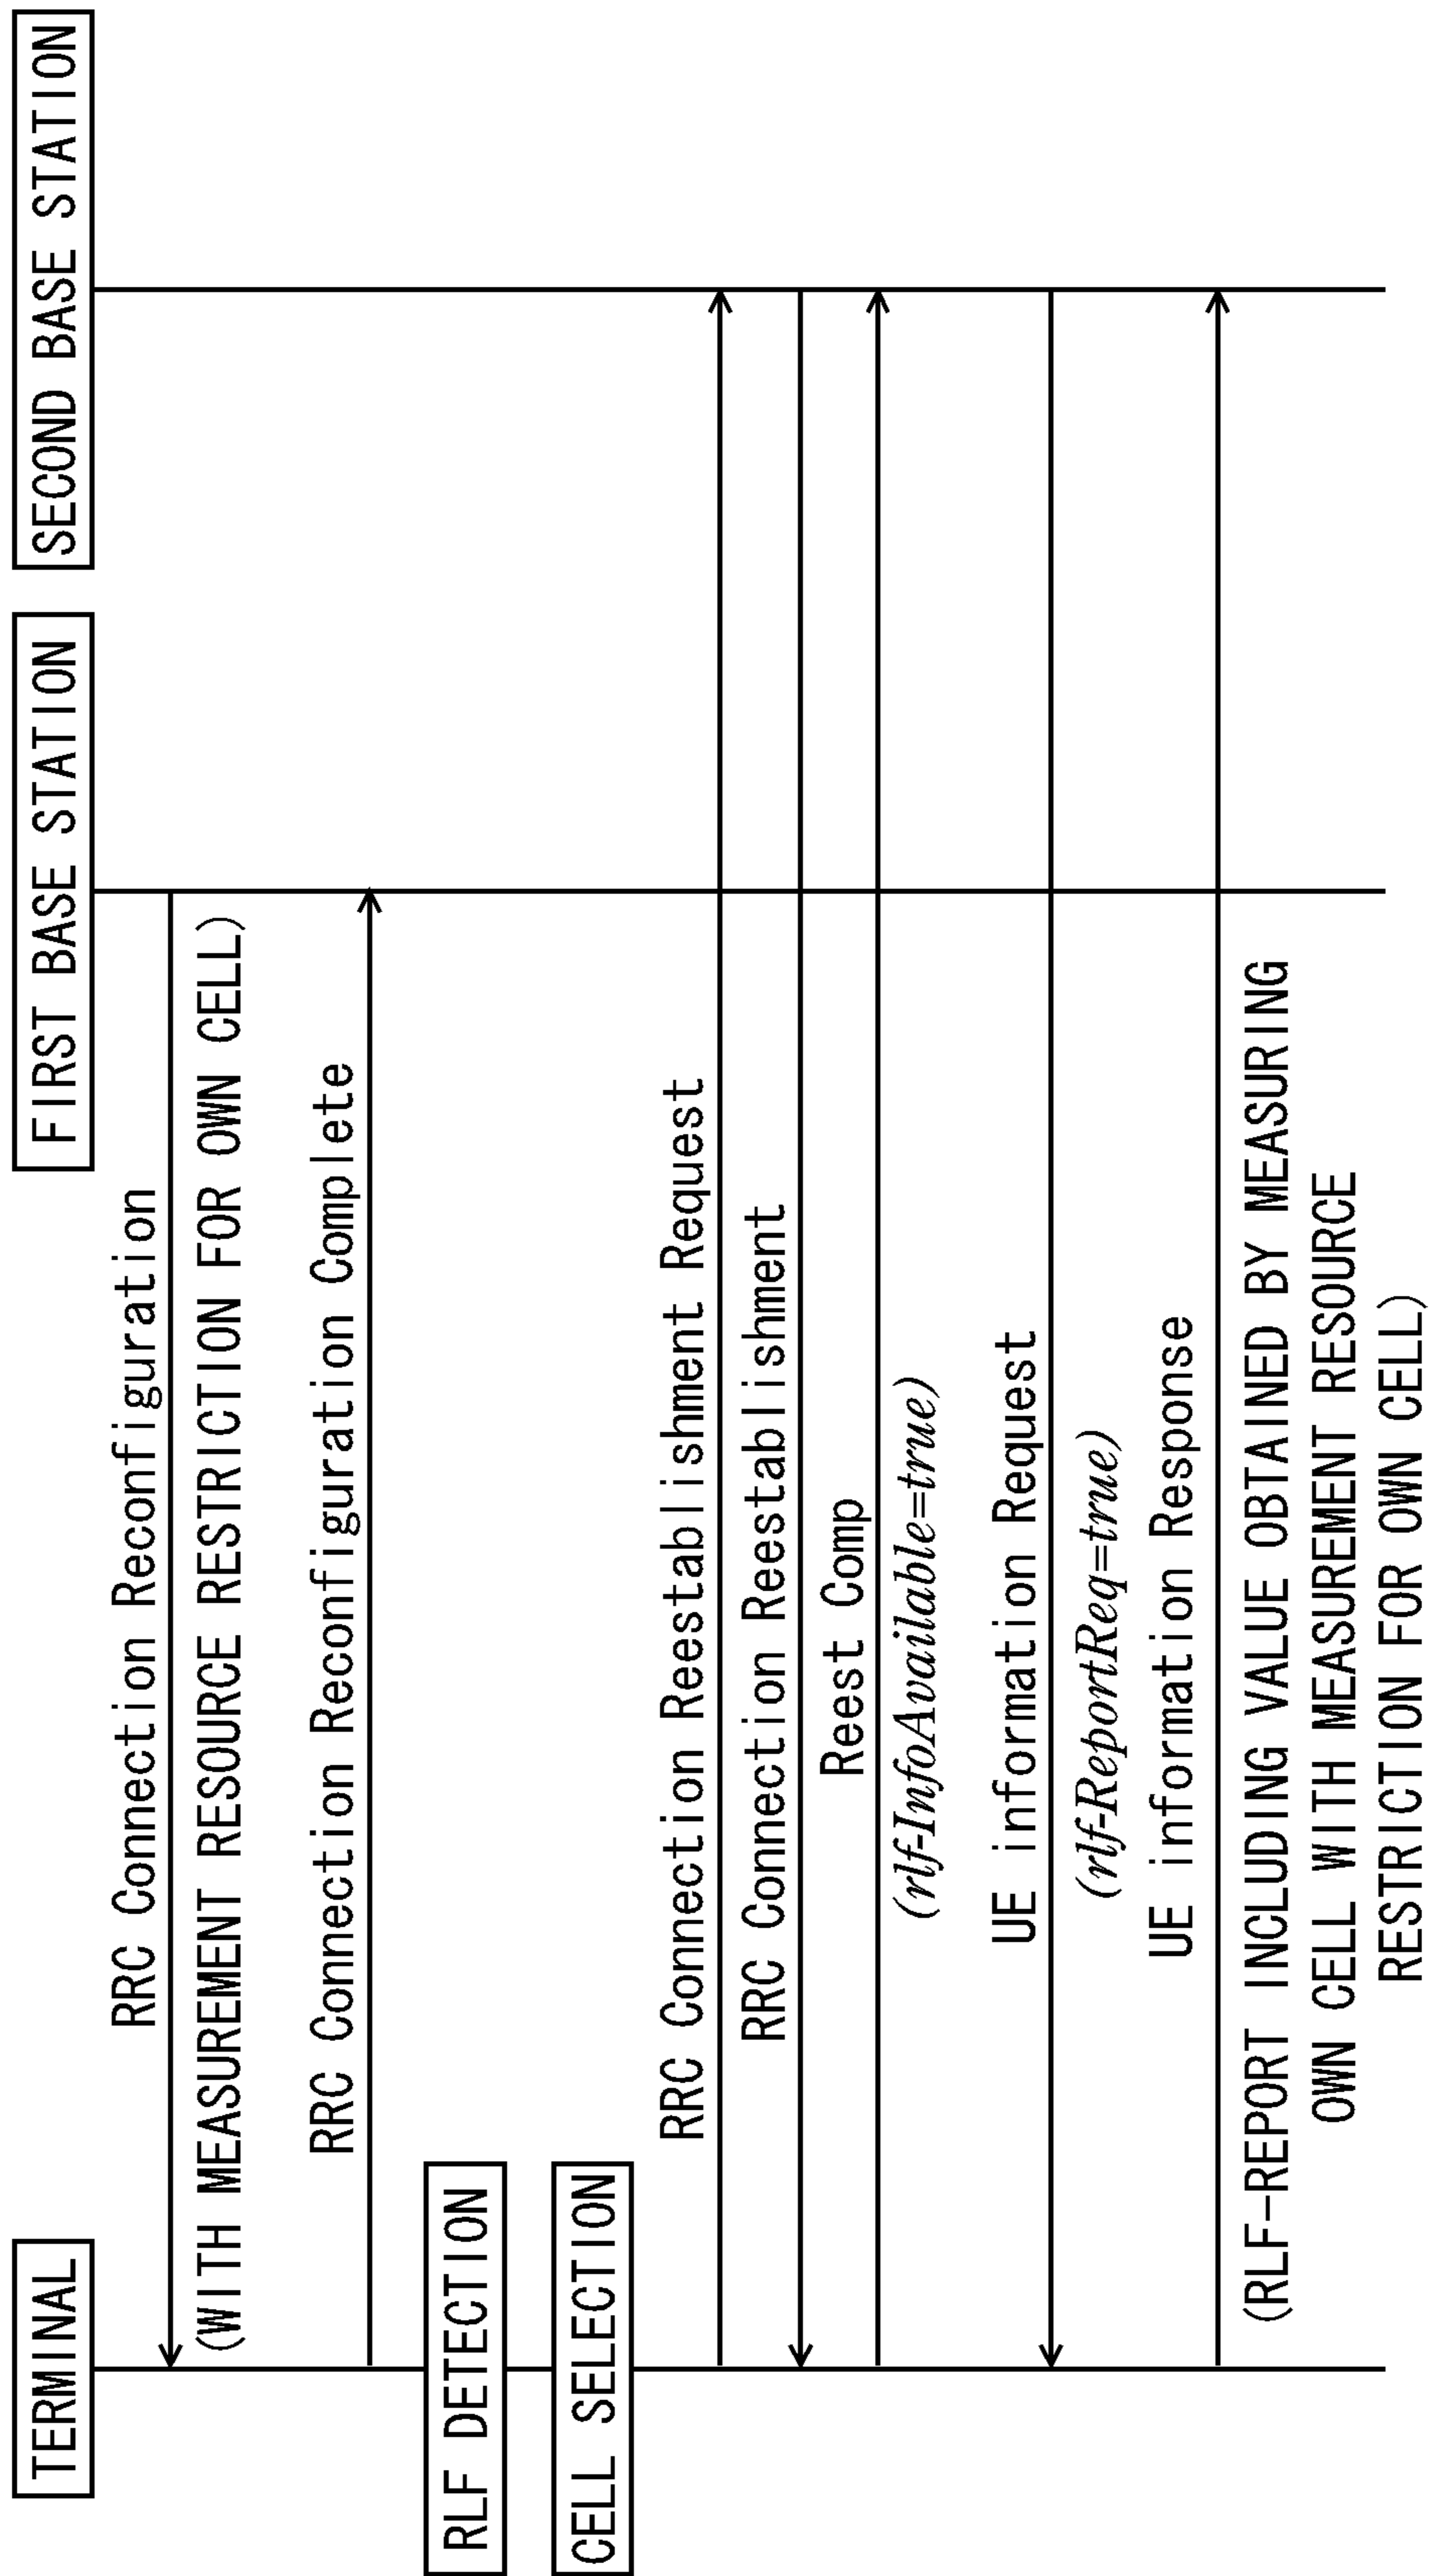 TERMINAL
FIRST BASE STATION
SECOND BASE STATION
RRC Connection Reconfiguration
(WITH MEASUREMENT RESOURCE RESTRICTION FOR OWN CELL)
RRC Connection Reconfiguration Complete
RLF DETECTION
CELL SELECTION
RRC Connection Reestablishment Request
RRC Connection Reestablishment
Reest Comp
(rlf-InfoAvailable=true)
UE information Request
(rlf-ReportReq=true)
UE information Response
(RLF-REPORT INCLUDING VALUE OBTAINED BY MEASURING
OWN CELL WITH MEASUREMENT RESOURCE
RESTRICTION FOR OWN CELL)